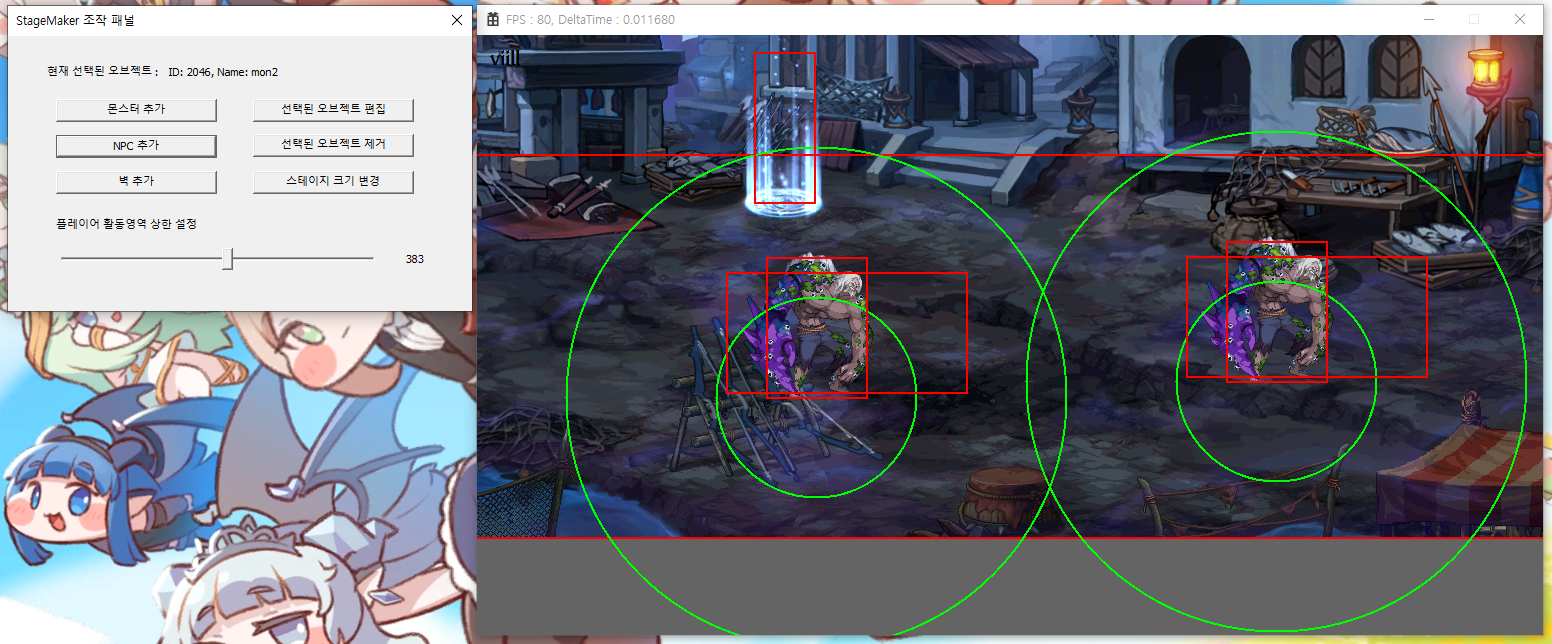 StageMaker 조작 패널
현재 선택된 오브젝트 : ID: 2046, Name: mon2
몬스터 추가
선택된 오브젝트 편집
NPC 추가
선택된 오브젝트 제거
벽 추가
스테이지 크기 변경
플레이어 활동영역 상한 설정
383
FPS : 80, DeltaTime : 0.011680
viill